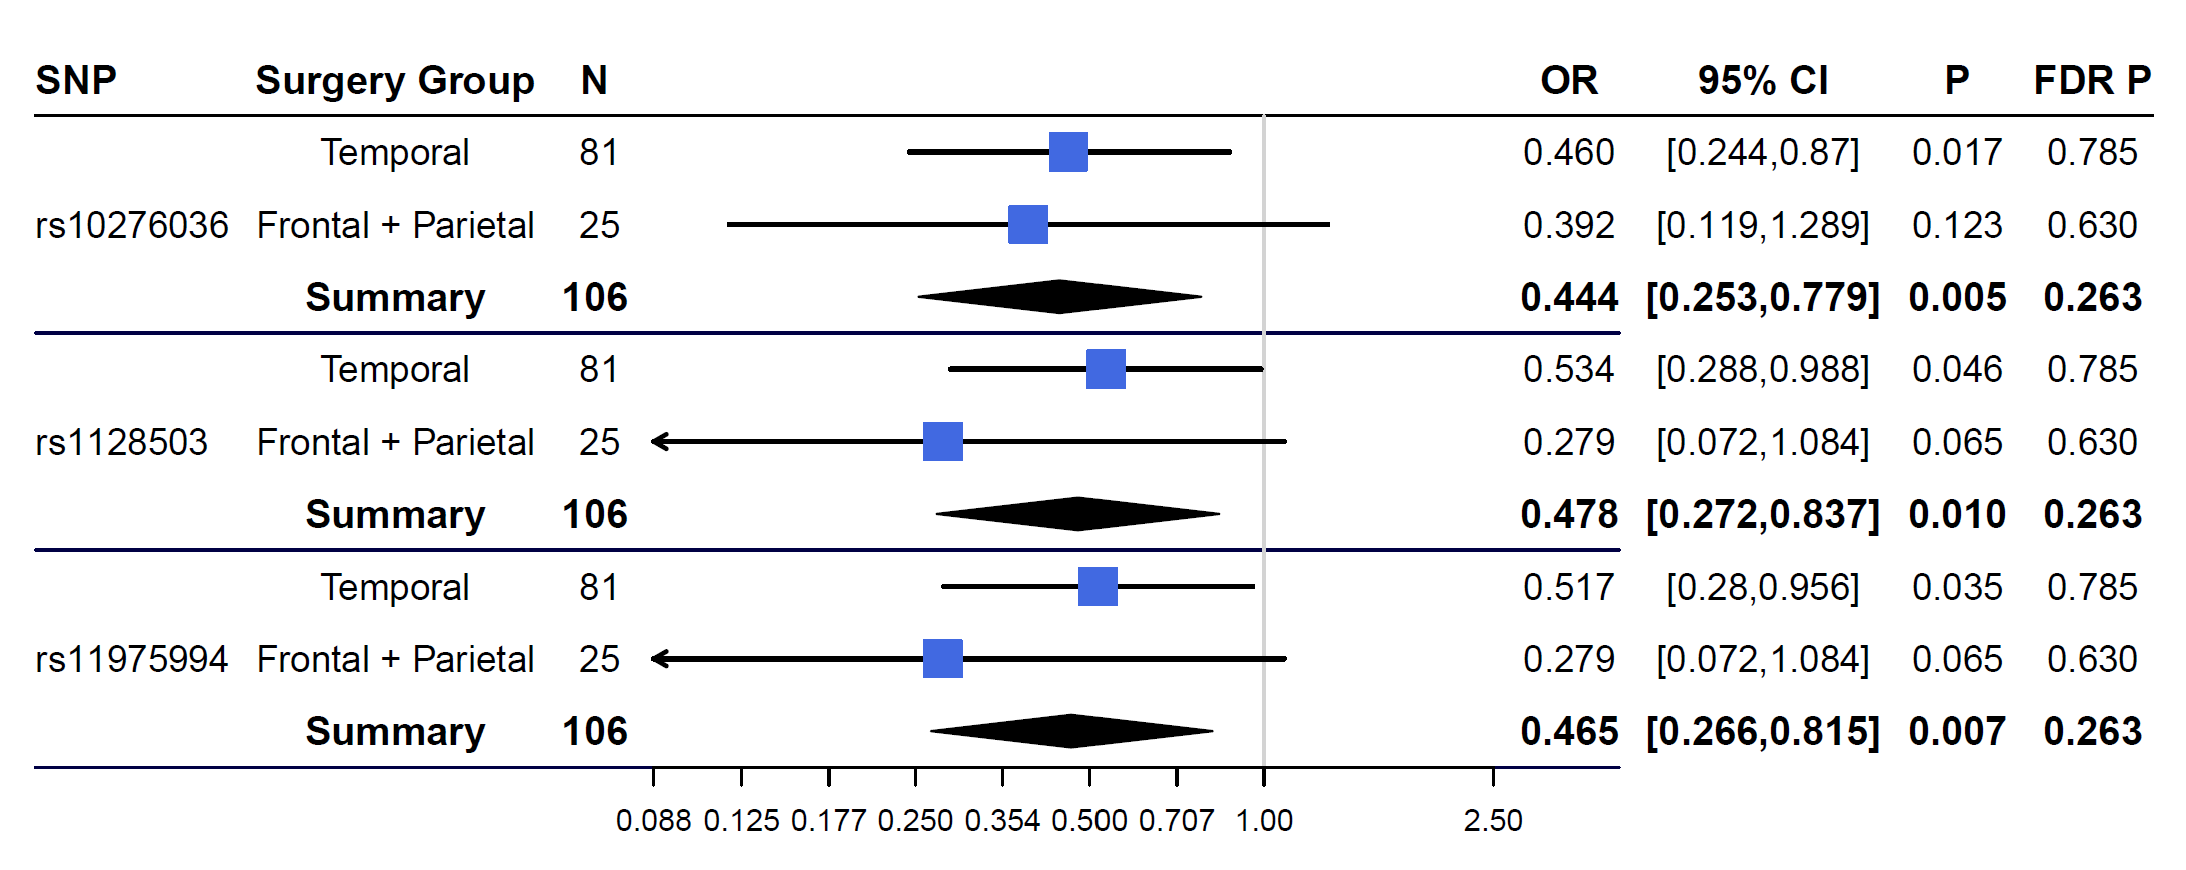 SNP Surgery Group N OR 95% CI P FDR P
Temporal 81 0.460 [0.244,0.87] 0.017 0.785
rs10276036 Frontal + Parietal 25 0.392 [0.119,1.289] 0.123 0.630
Summary 106 0.444 [0.253,0.779] 0.005 0.263
Temporal 81 0.534 [0.288,0.988] 0.046 0.785
rs1128503 Frontal + Parietal 25 0.279 [0.072,1.084] 0.065 0.630
Summary 106 0.478 [0.272,0.837] 0.010 0.263
Temporal 81 0.517 [0.28,0.956] 0.035 0.785
rs11975994 Frontal + Parietal 25 0.279 [0.072,1.084] 0.065 0.630
Summary 106 0.465 [0.266,0.815] 0.007 0.263
0.088 0.125 0.177 0.250 0.354 0.500 0.707 1.00 2.50